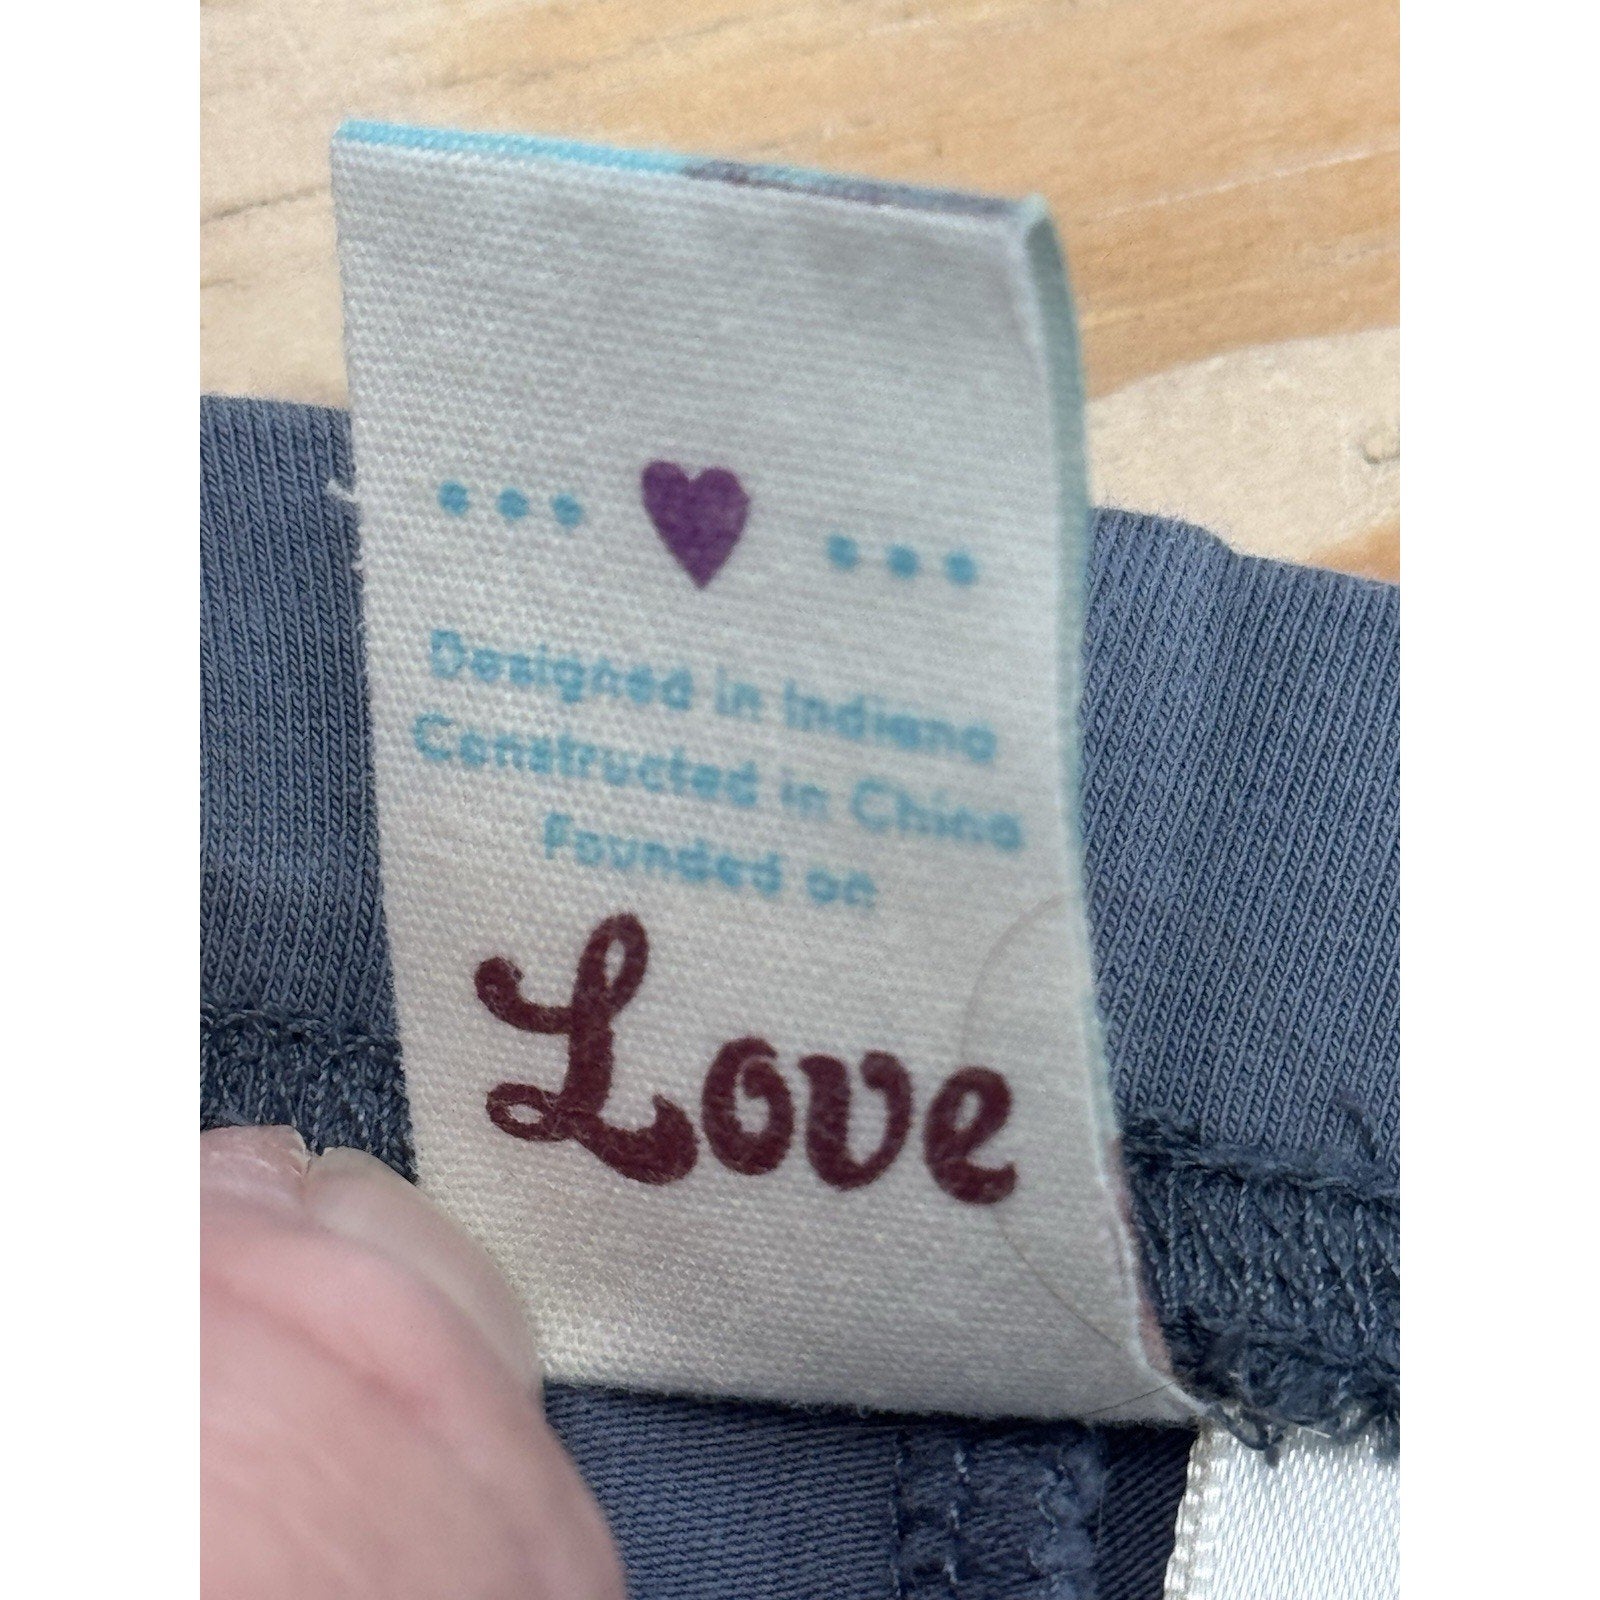 Designed in Indiana
Constructed in China
Founded on
Love